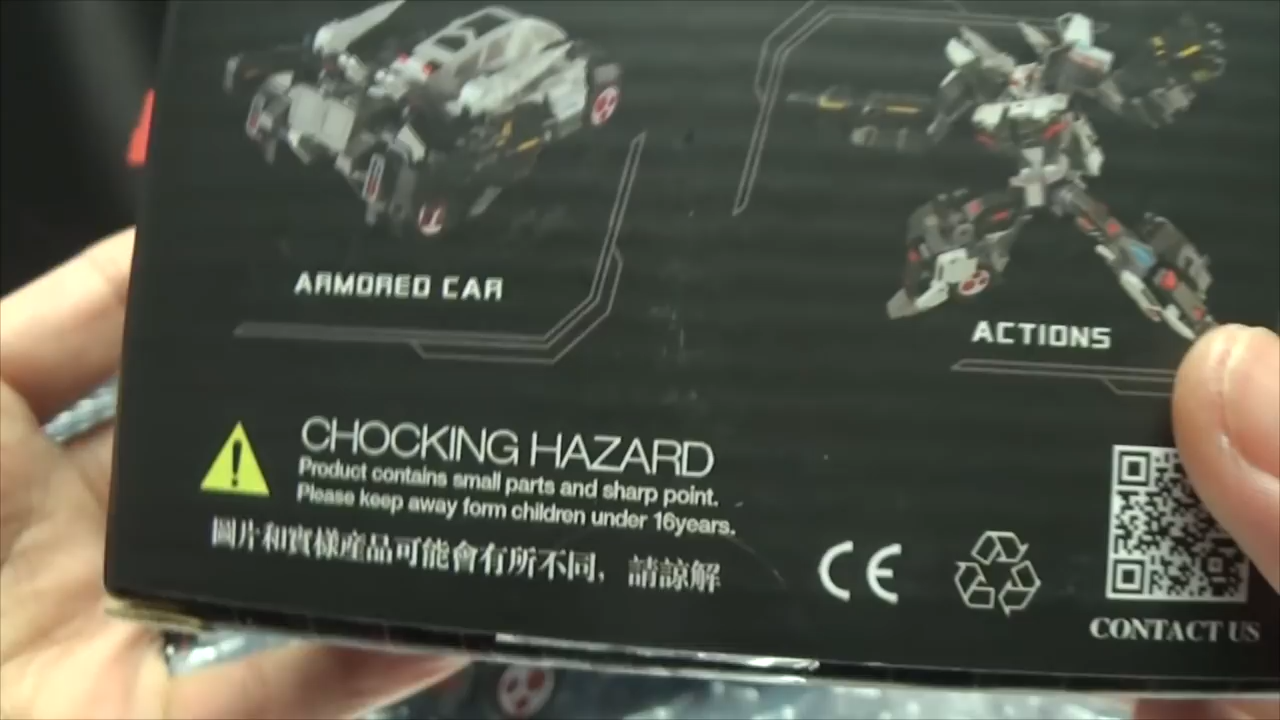 ARMORED CAR
ACTIONS
CHOCKING HAZARD
Product contains small parts and sharp point.
Please keep away form children under 16years.
圖片和實樣産品可能會有所不同，請諒解
CE
CONTACT US